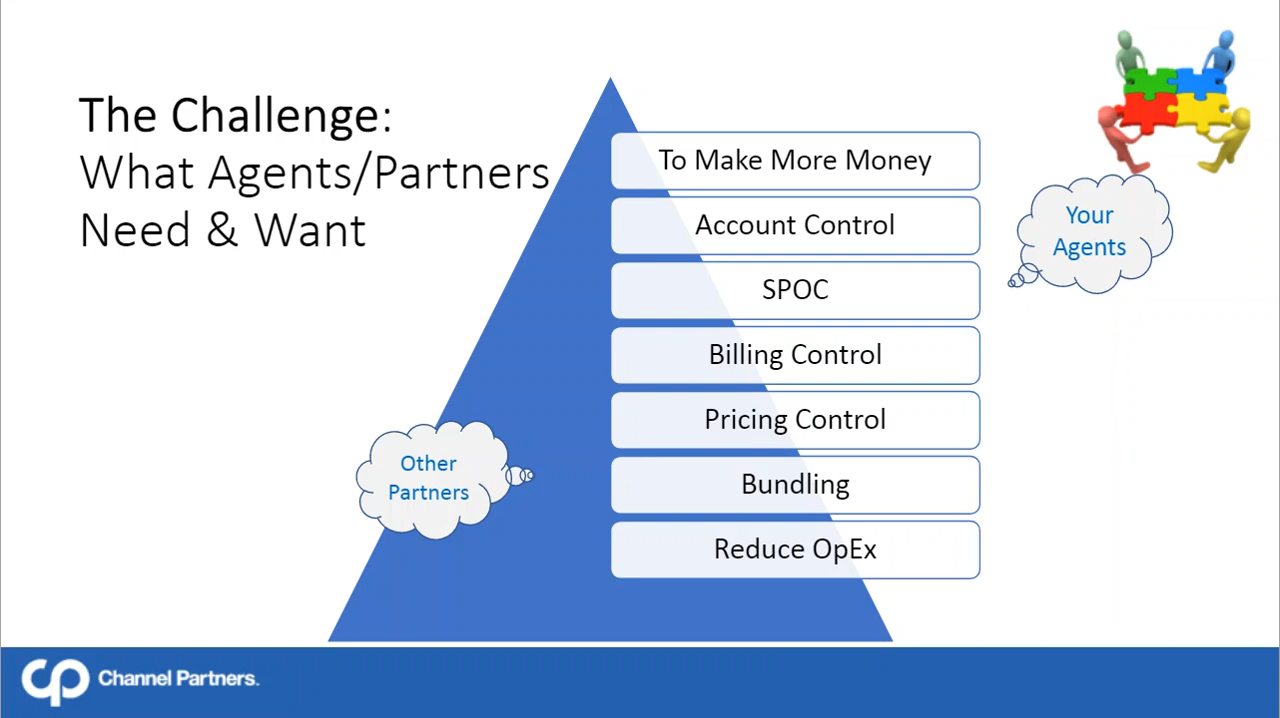 The Challenge:
What Agents/Partners
Need & Want
To Make More Money
Account Control
SPOC
Billing Control
Pricing Control
Bundling
Reduce OpEx
Your
Agents
Other
Partners
cp Channel Partners.